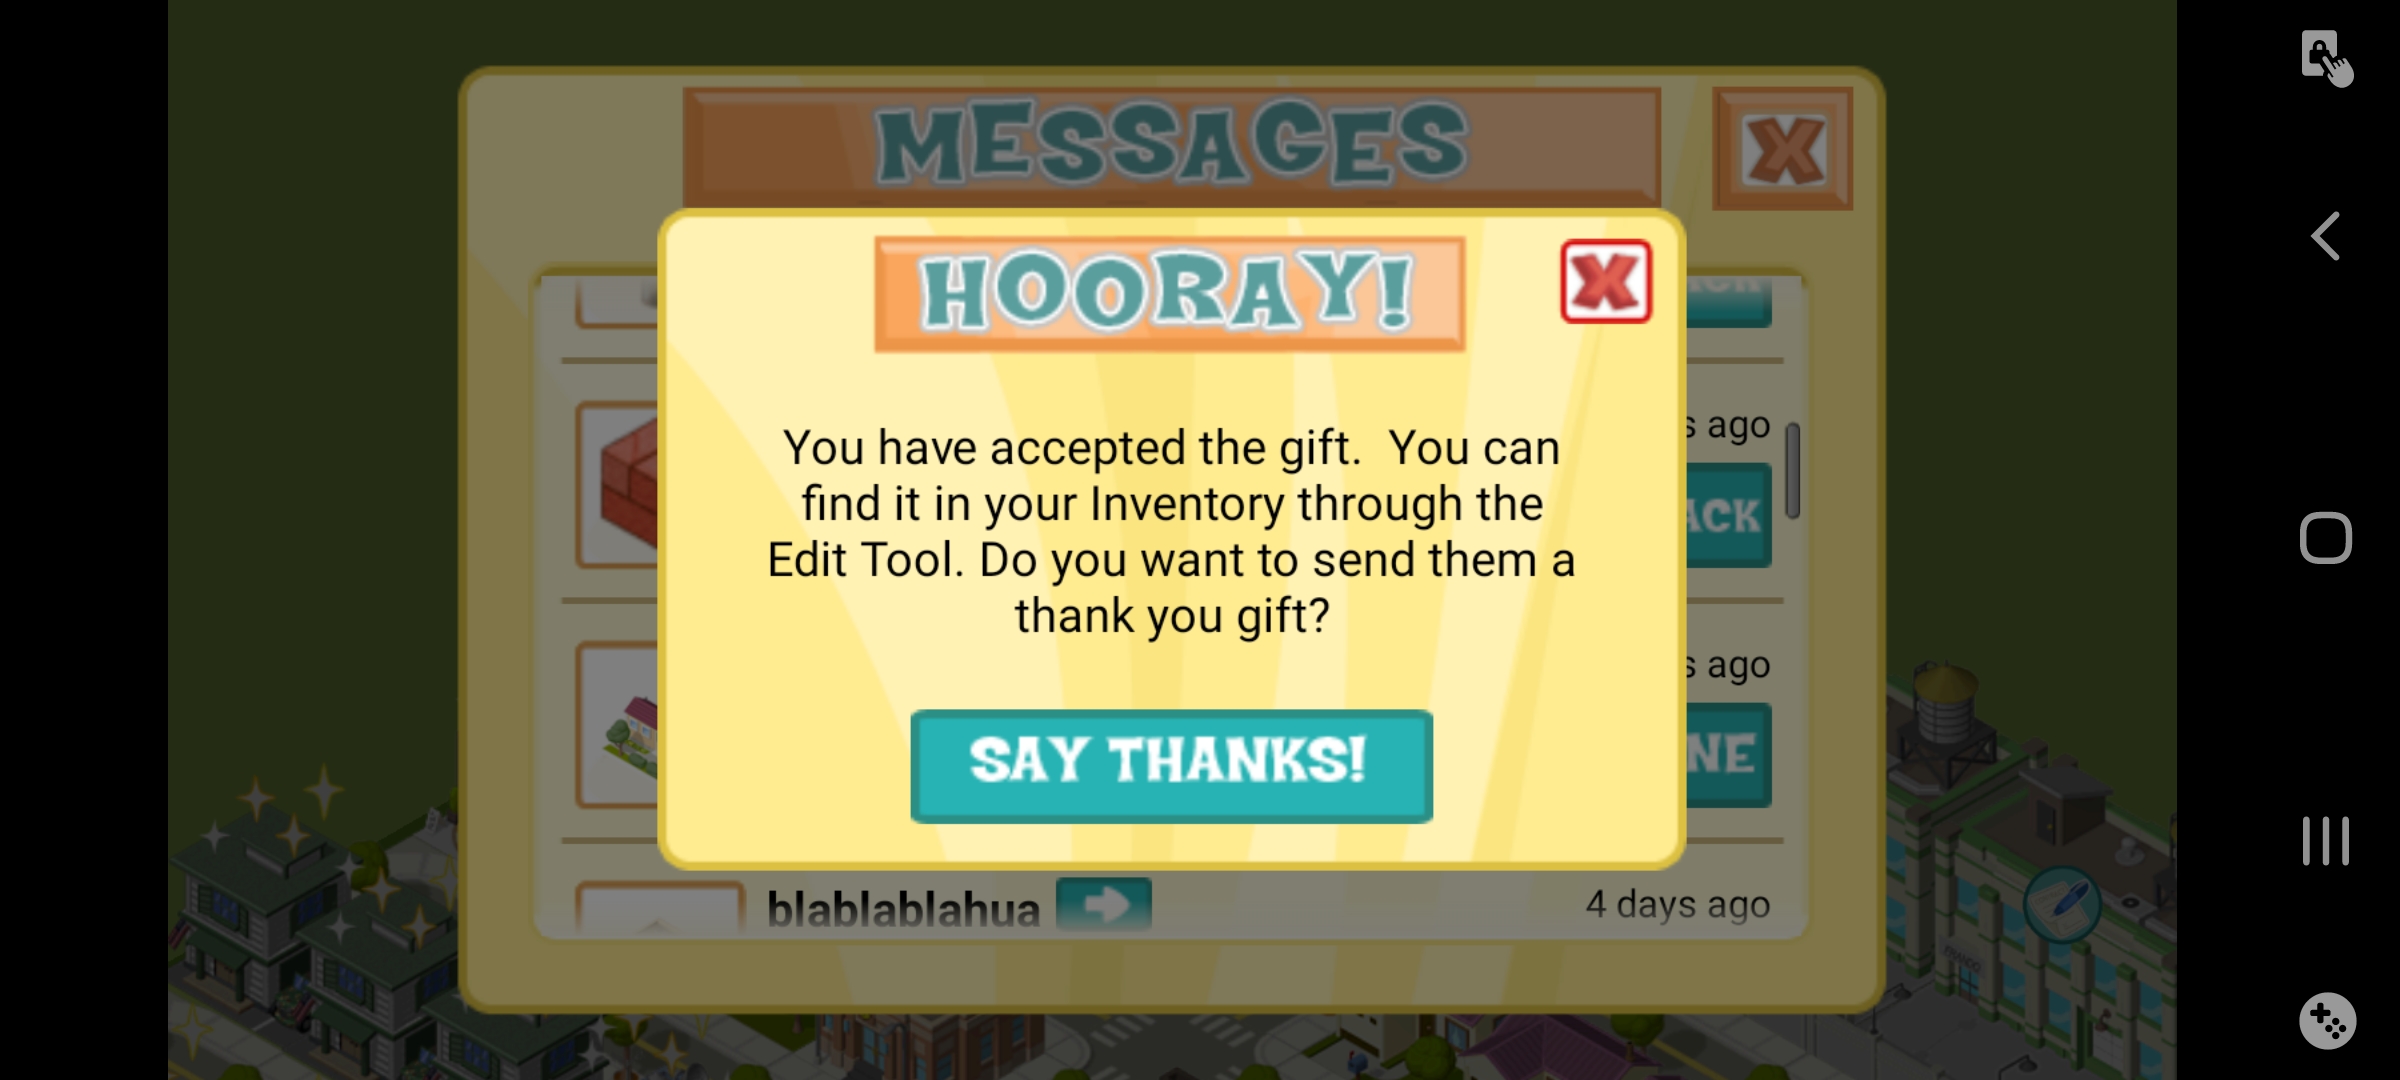 MESSAGES
X
HOORAY!
X
You have accepted the gift.  You can
find it in your Inventory through the
Edit Tool. Do you want to send them a
thank you gift?
SAY THANKS!
ago
ACK
ago
NE
blablablahua
4 days ago